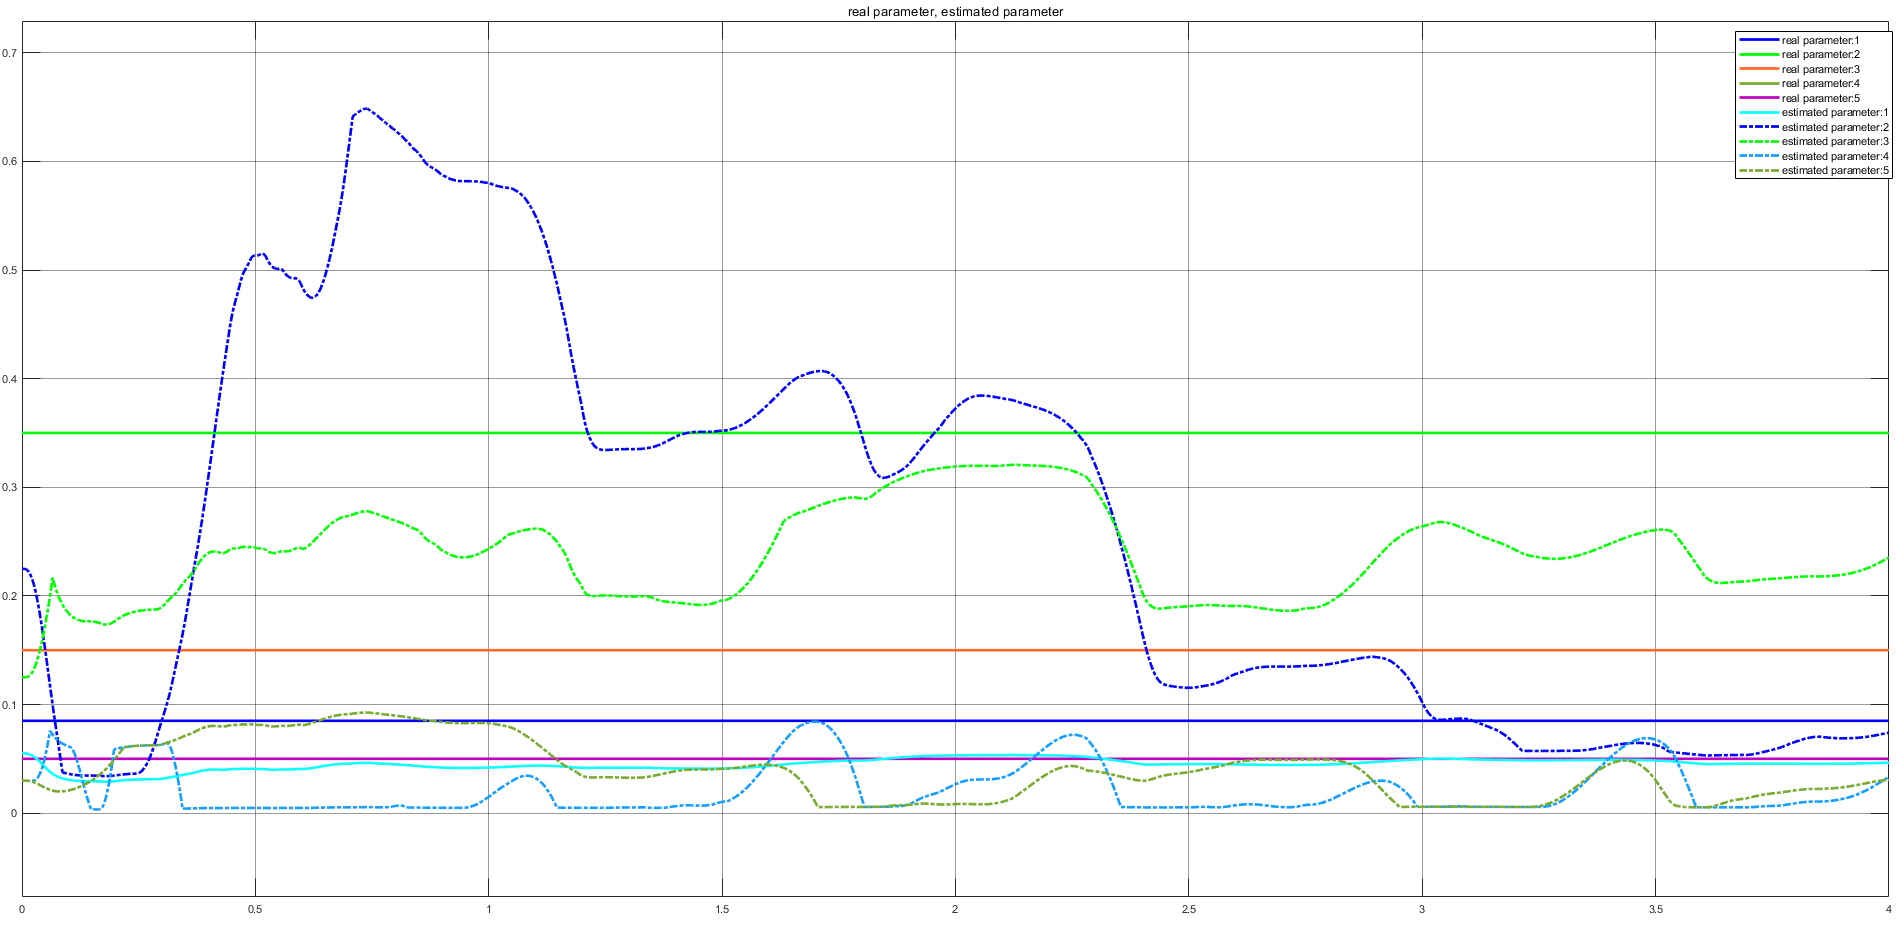 real parameter, estimated parameter
real parameter:1
real parameter:2
real parameter:3
real parameter:4
real parameter:5
estimated parameter:1
estimated parameter:2
estimated parameter:3
estimated parameter:4
estimated parameter:5
0.7
0.6
0.5
0.4
0.3
0.2
0.1
0
0 0.5 1 1.5 2 2.5 3 3.5 4